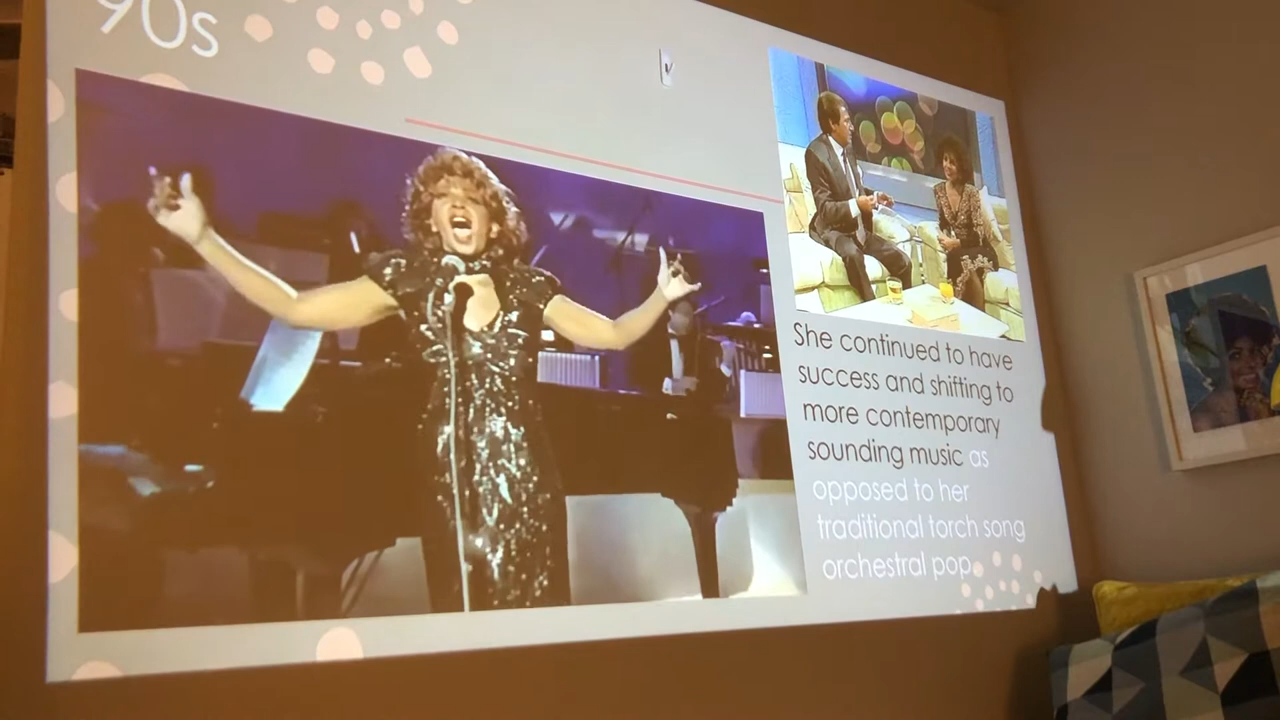 90s
She continued to have
success and shifting to
more contemporary
sounding music as
opposed to her
traditional torch song
orchestral pop.